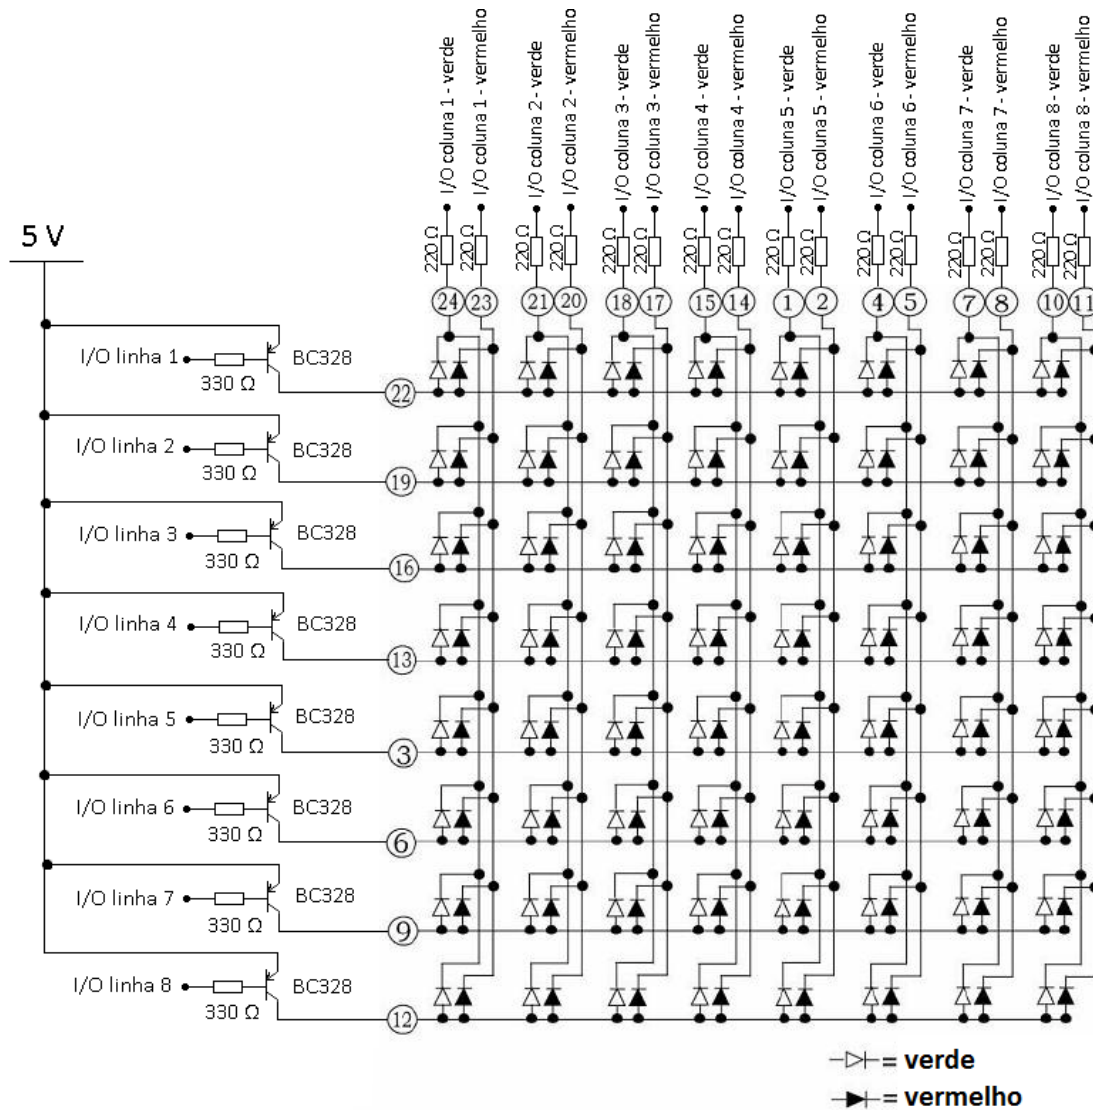 I/O coluna 1 - verde
I/O coluna 1 - vermelho
I/O coluna 2 - verde
I/O coluna 2 - vermelho
I/O coluna 3 - verde
I/O coluna 3 - vermelho
I/O coluna 4 - verde
I/O coluna 4 - vermelho
I/O coluna 5 - verde
I/O coluna 5 - vermelho
I/O coluna 6 - verde
I/O coluna 6 - vermelho
I/O coluna 7 - verde
I/O coluna 7 - vermelho
I/O coluna 8 - verde
I/O coluna 8 - vermelho
220 Ω 220 Ω 220 Ω 220 Ω 220 Ω 220 Ω 220 Ω 220 Ω 220 Ω 220 Ω 220 Ω 220 Ω 220 Ω 220 Ω 220 Ω 220 Ω
5 V
24 23 21 20 18 17 15 14 1 2 4 5 7 8 10 11
I/O linha 1
BC328
330 Ω
22
I/O linha 2
BC328
330 Ω
19
I/O linha 3
BC328
330 Ω
16
I/O linha 4
BC328
330 Ω
13
I/O linha 5
BC328
330 Ω
3
I/O linha 6
BC328
330 Ω
6
I/O linha 7
BC328
330 Ω
9
I/O linha 8
BC328
330 Ω
12
= verde
= vermelho